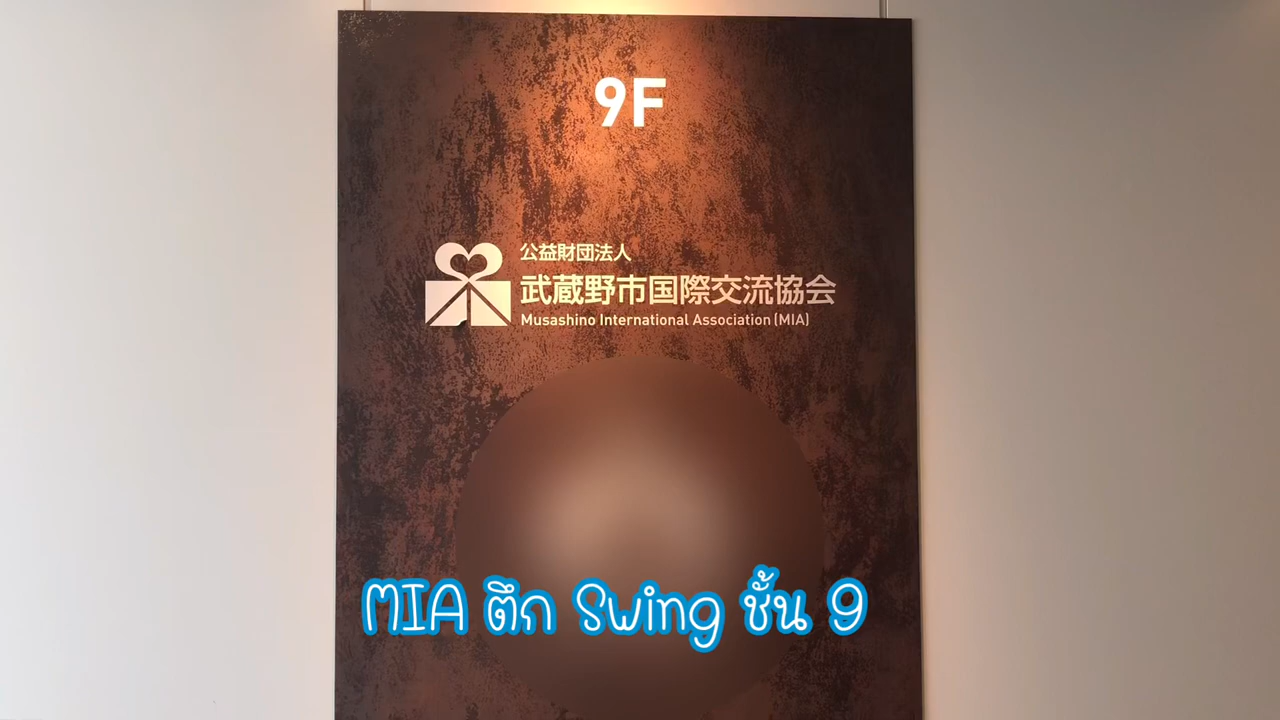 9F
公益財団法人
武蔵野市国際交流協会
Musashino International Association (MIA)
MIA ตึก Swing ชั้น 9